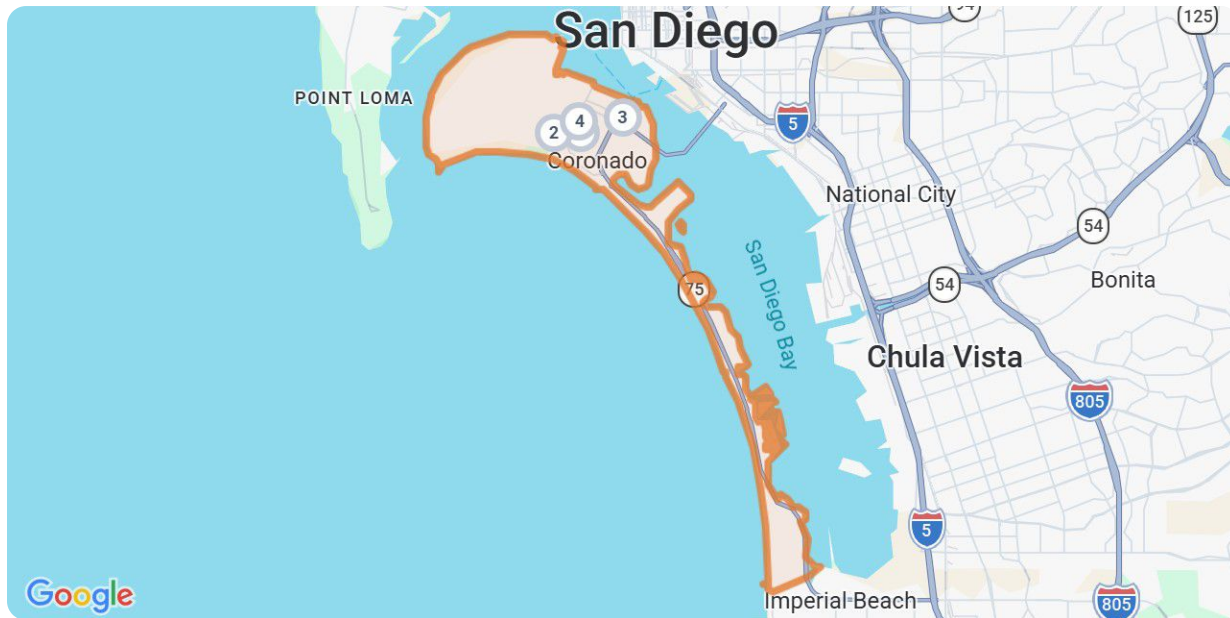 94
125
San Diego
POINT LOMA
2
4
3
5
Coronado
National City
54
San Diego Bay
75
54
Bonita
Chula Vista
805
5
Google
Imperial Beach
805